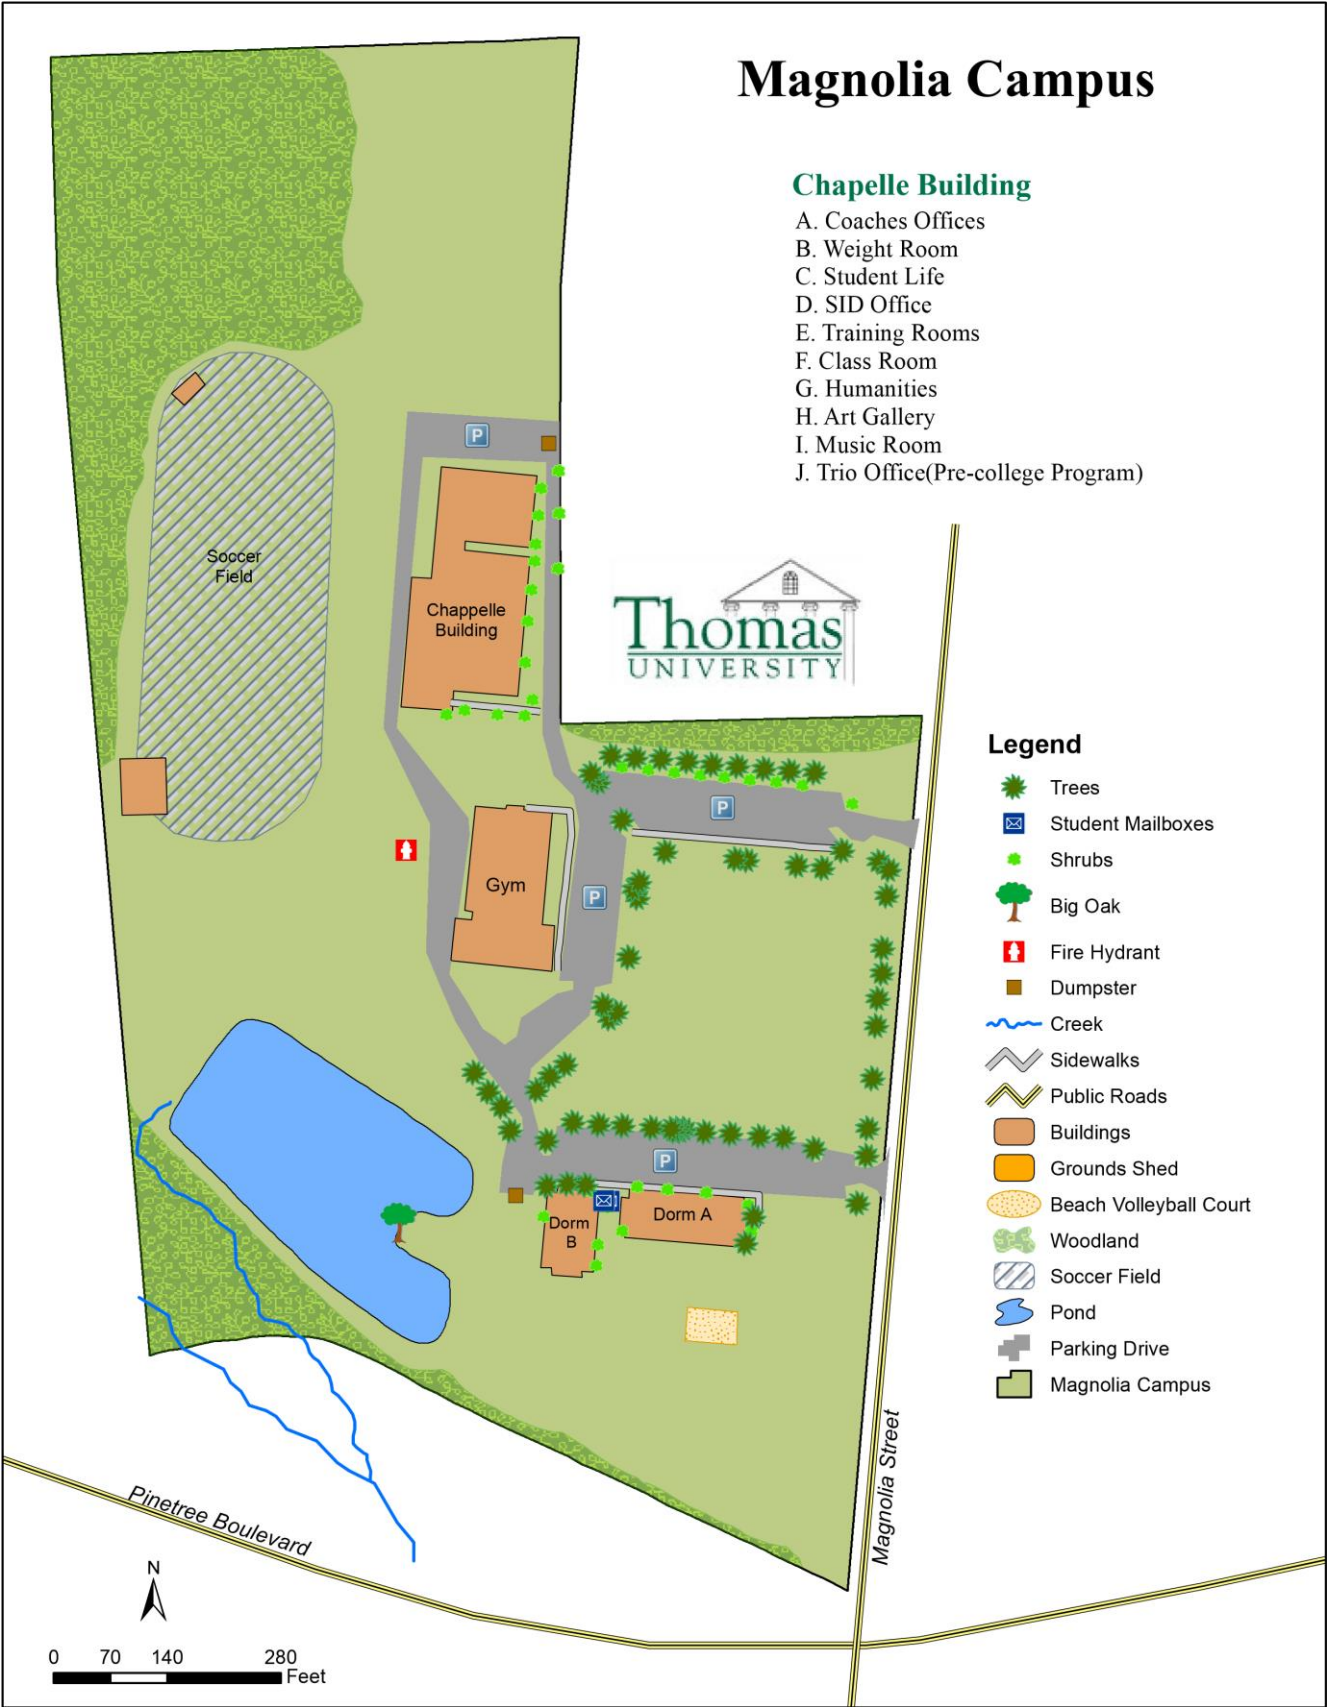 Magnolia Campus
Chapelle Building
A. Coaches Offices
B. Weight Room
C. Student Life
D. SID Office
E. Training Rooms
F. Class Room
G. Humanities
H. Art Gallery
I. Music Room
J. Trio Office(Pre-college Program)
P
Soccer
Field
Chappelle
Building
Thomas
UNIVERSITY
P
Gym
P
P
Dorm A
Dorm
B
Legend
Trees
Student Mailboxes
Shrubs
Big Oak
Fire Hydrant
Dumpster
Creek
Sidewalks
Public Roads
Buildings
Grounds Shed
Beach Volleyball Court
Woodland
Soccer Field
Pond
Parking Drive
Magnolia Campus
Magnolia Street
Pinetree Boulevard
N
0 70 140 280
Feet